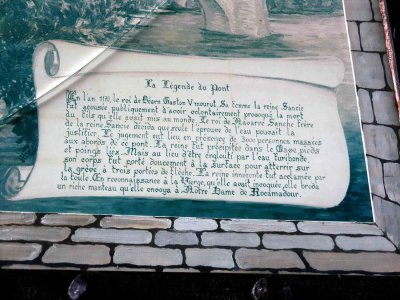 La Légende du Pont
En l'an 1170, le roi de Béarn Gaston V mourut. Sa femme la reine Sancie
fut accusée publiquement d'avoir volontairement provoqué la mort
du fils qu'elle avait mis au monde. Le roi de Navarre Sanche frère
de la reine Sancie décida que seule l'épreuve de l'eau pouvait la
justifier. Le jugement eut lieu en présence de 3000 personnes massées
aux abords de ce pont. La reine fut précipitée dans le Gave pieds
et poings liés. Mais au lieu d'être englouti par l'eau furibonde
son corps fut porté doucement à la surface pour atterrir sur
la grève à trois portées de flèche. La reine innocente fut acclamée par
la foule. En reconnaissance à la Vierge, qu'elle avait invoquée, elle broda
un riche manteau qu'elle envoya à Notre Dame de Rocamadour.